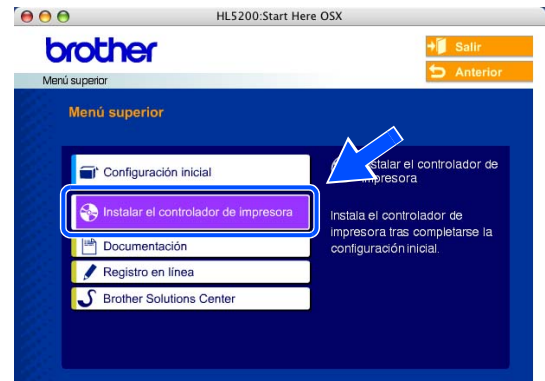 HL5200:Start Here OSX
brother
Salir
Anterior
Menú superior
Menú superior
Configuración inicial
Instalar el controlador de impresora
Documentación
Registro en línea
Brother Solutions Center
stalar el controlador de
impresora
Instala el controlador de
impresora tras completarse la
configuración inicial.